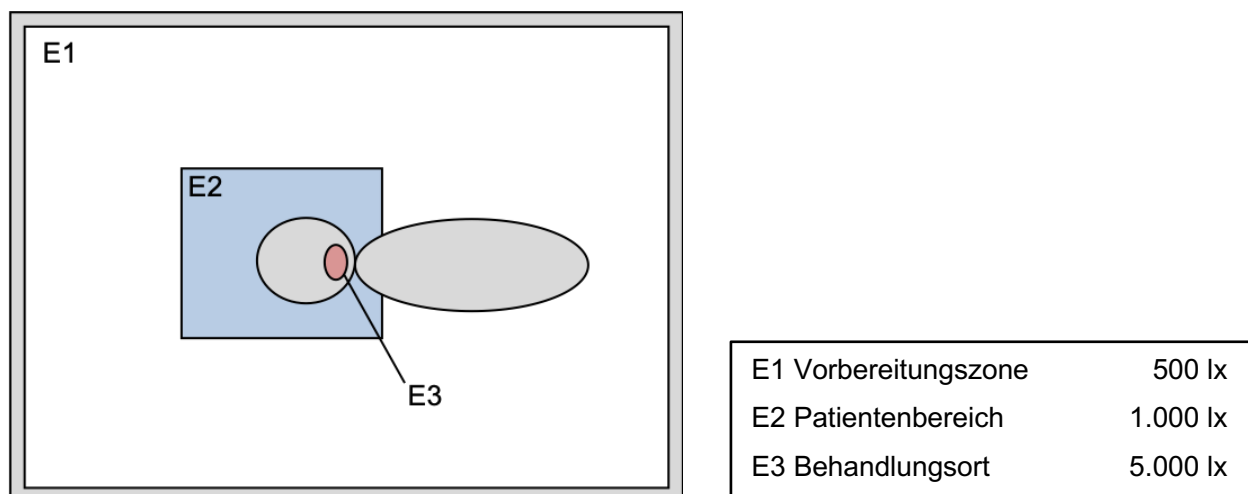 E1
E2
E3
E1 Vorbereitungszone 500 lx
E2 Patientenbereich 1.000 lx
E3 Behandlungsort 5.000 lx